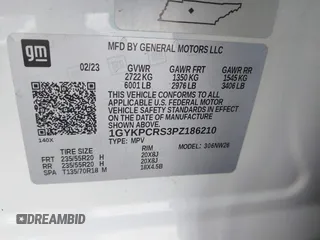 gm
MFD BY GENERAL MOTORS LLC
02/23 GVWR GAWR FRT GAWR RR
2722 KG 1350 KG 1545 KG
6001 LB 2976 LB 3406 LB
THIS VEHICLE CONFORMS TO ALL APPLICABLE
U.S. FEDERAL MOTOR VEHICLE
SAFETY STANDARDS IN EFFECT ON THE DATE OF
MANUFACTURE SHOWN ABOVE.
1GYKPCRS3PZ186210
140X TYPE: MPV MODEL: 306NW26
TIRE SIZE RIM
FRT 235/55R20 H 20X8J
RR 235/55R20 H 20X8J
SPA T135/70R18 M 18X4.5B
DREAMBID